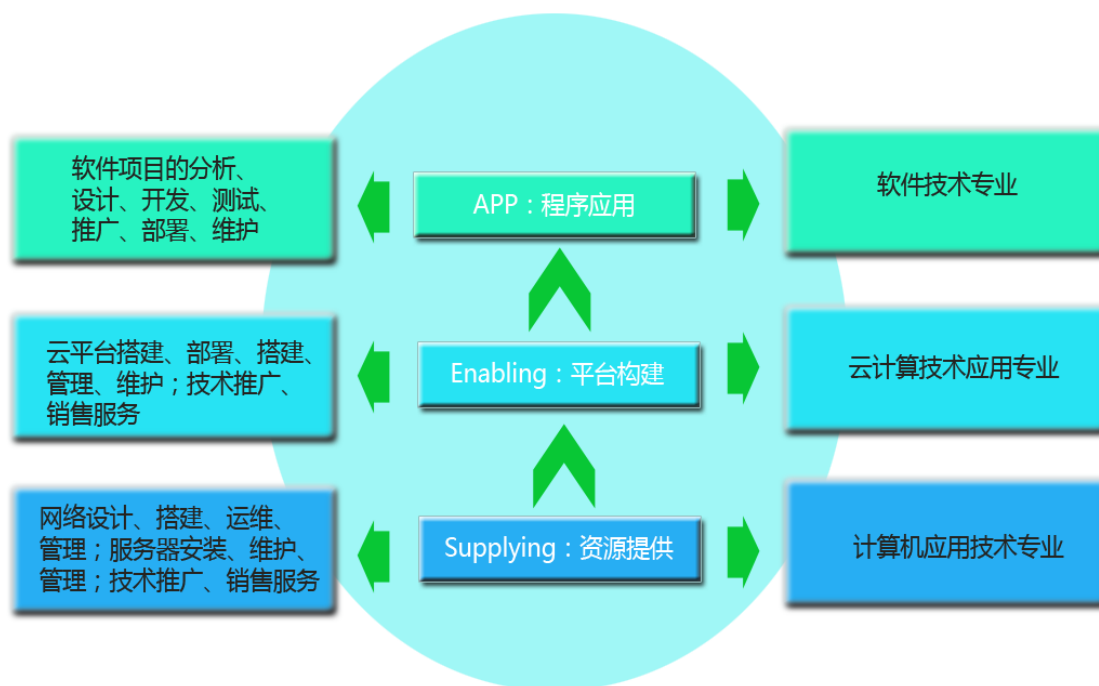 软件项目的分析、
设计、开发、测试、
推广、部署、维护
APP：程序应用
软件技术专业
云平台搭建、部署、搭建、
管理、维护；技术推广、
销售服务
Enabling：平台构建
云计算技术应用专业
网络设计、搭建、运维、
管理；服务器安装、维护、
管理；技术推广、销售服务
Supplying：资源提供
计算机应用技术专业